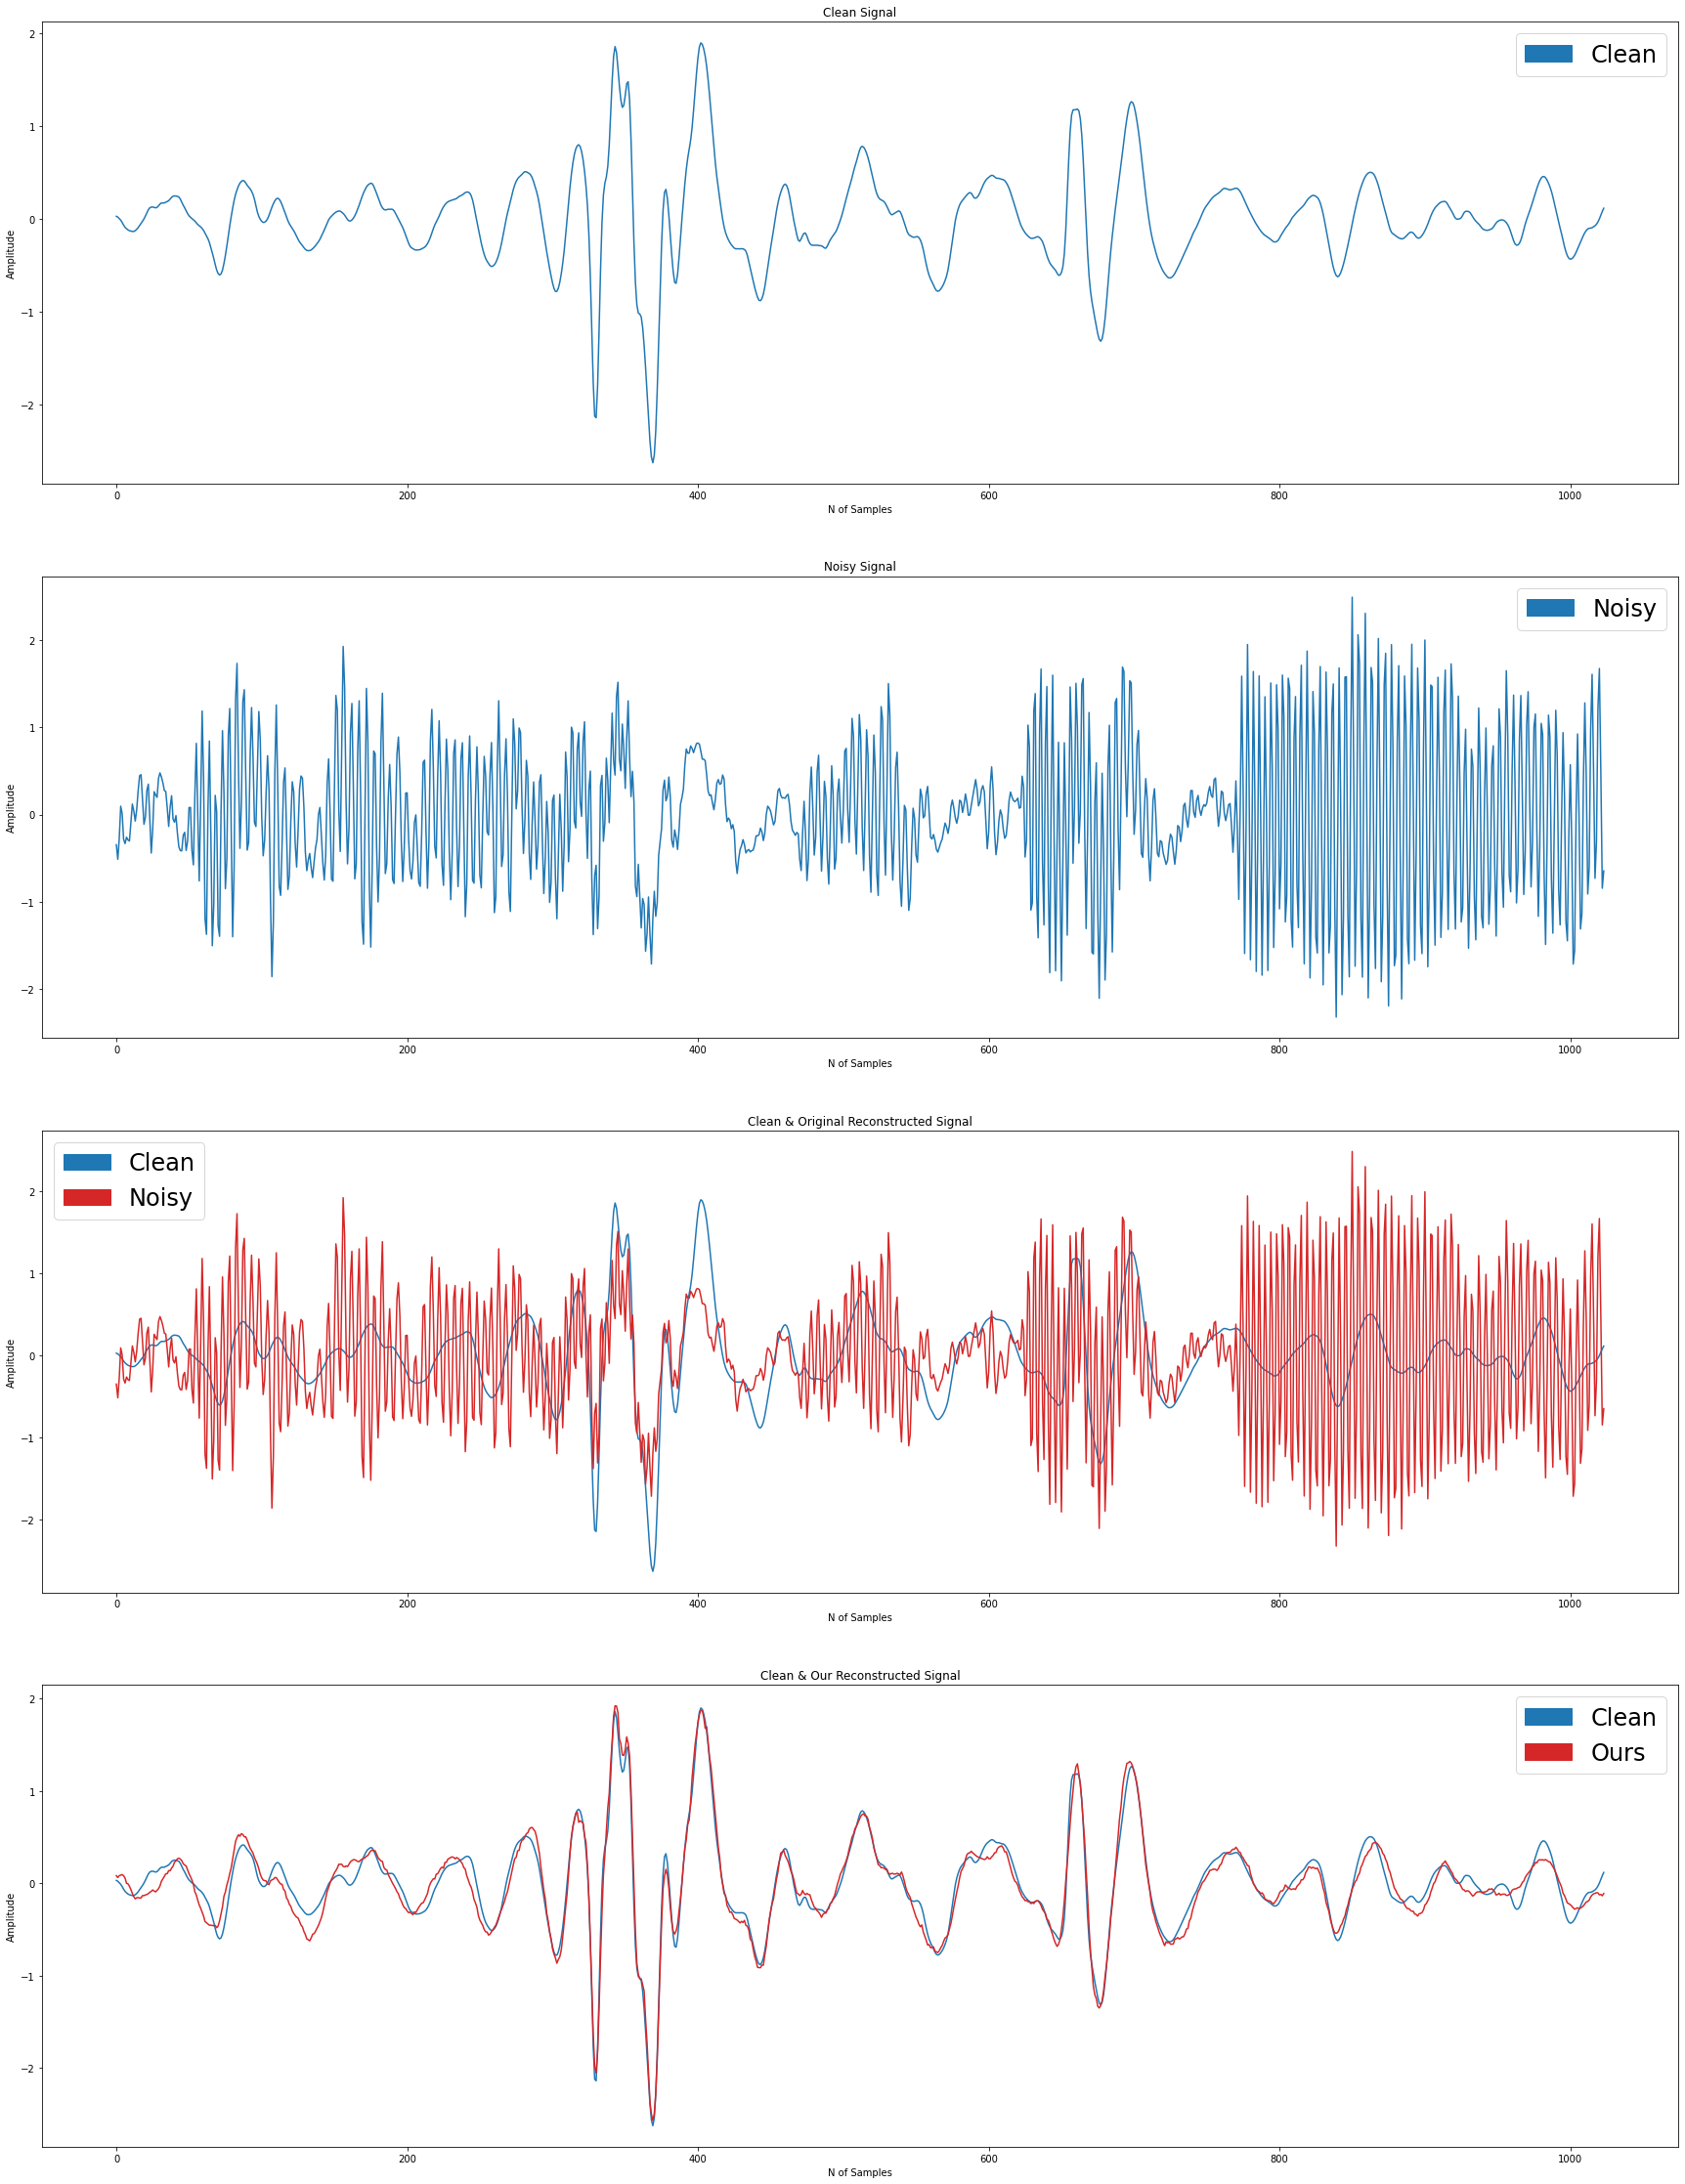 Clean Signal
Clean
2
1
0
−1
−2
Amplitude
0 200 400 600 800 1000
N of Samples
Noisy Signal
Noisy
2
1
0
−1
−2
Amplitude
0 200 400 600 800 1000
N of Samples
Clean & Original Reconstructed Signal
Clean
Noisy
2
1
0
−1
−2
Amplitude
0 200 400 600 800 1000
N of Samples
Clean & Our Reconstructed Signal
Clean
Ours
2
1
0
−1
−2
Amplitude
0 200 400 600 800 1000
N of Samples